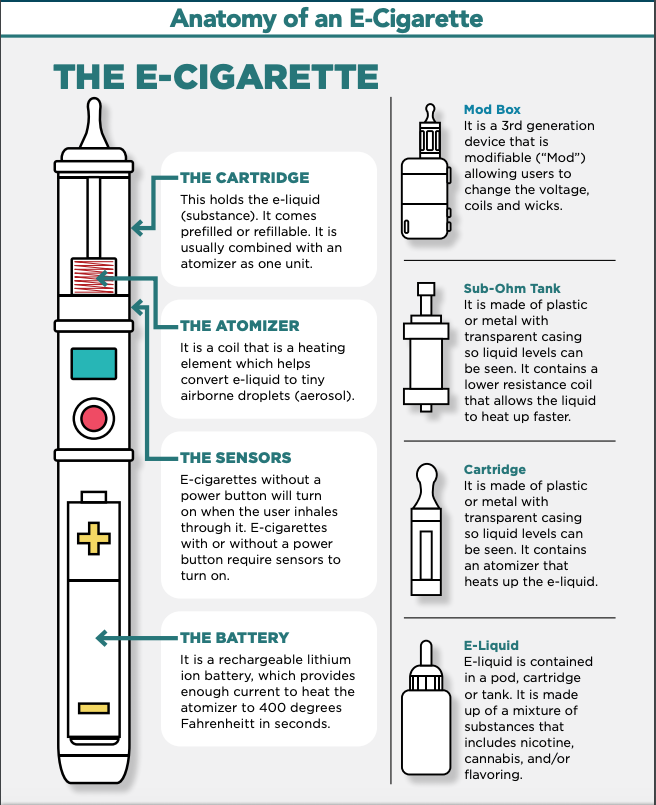 Anatomy of an E-Cigarette
THE E-CIGARETTE
THE CARTRIDGE
This holds the e-liquid
(substance). It comes
prefilled or refillable. It is
usually combined with an
atomizer as one unit.
THE ATOMIZER
It is a coil that is a heating
element which helps
convert e-liquid to tiny
airborne droplets (aerosol).
THE SENSORS
E-cigarettes without a
power button will turn
on when the user inhales
through it. E-cigarettes
with or without a power
button require sensors to
turn on.
THE BATTERY
It is a rechargeable lithium
ion battery, which provides
enough current to heat the
atomizer to 400 degrees
Fahrenheitt in seconds.
Mod Box
It is a 3rd generation
device that is
modifiable (“Mod”)
allowing users to
change the voltage,
coils and wicks.
Sub-Ohm Tank
It is made of plastic
or metal with
transparent casing
so liquid levels can
be seen. It contains a
lower resistance coil
that allows the liquid
to heat up faster.
Cartridge
It is made of plastic
or metal with
transparent casing
so liquid levels can
be seen. It contains
an atomizer that
heats up the e-liquid.
E-Liquid
E-liquid is contained
in a pod, cartridge
or tank. It is made
up of a mixture of
substances that
includes nicotine,
cannabis, and/or
flavoring.